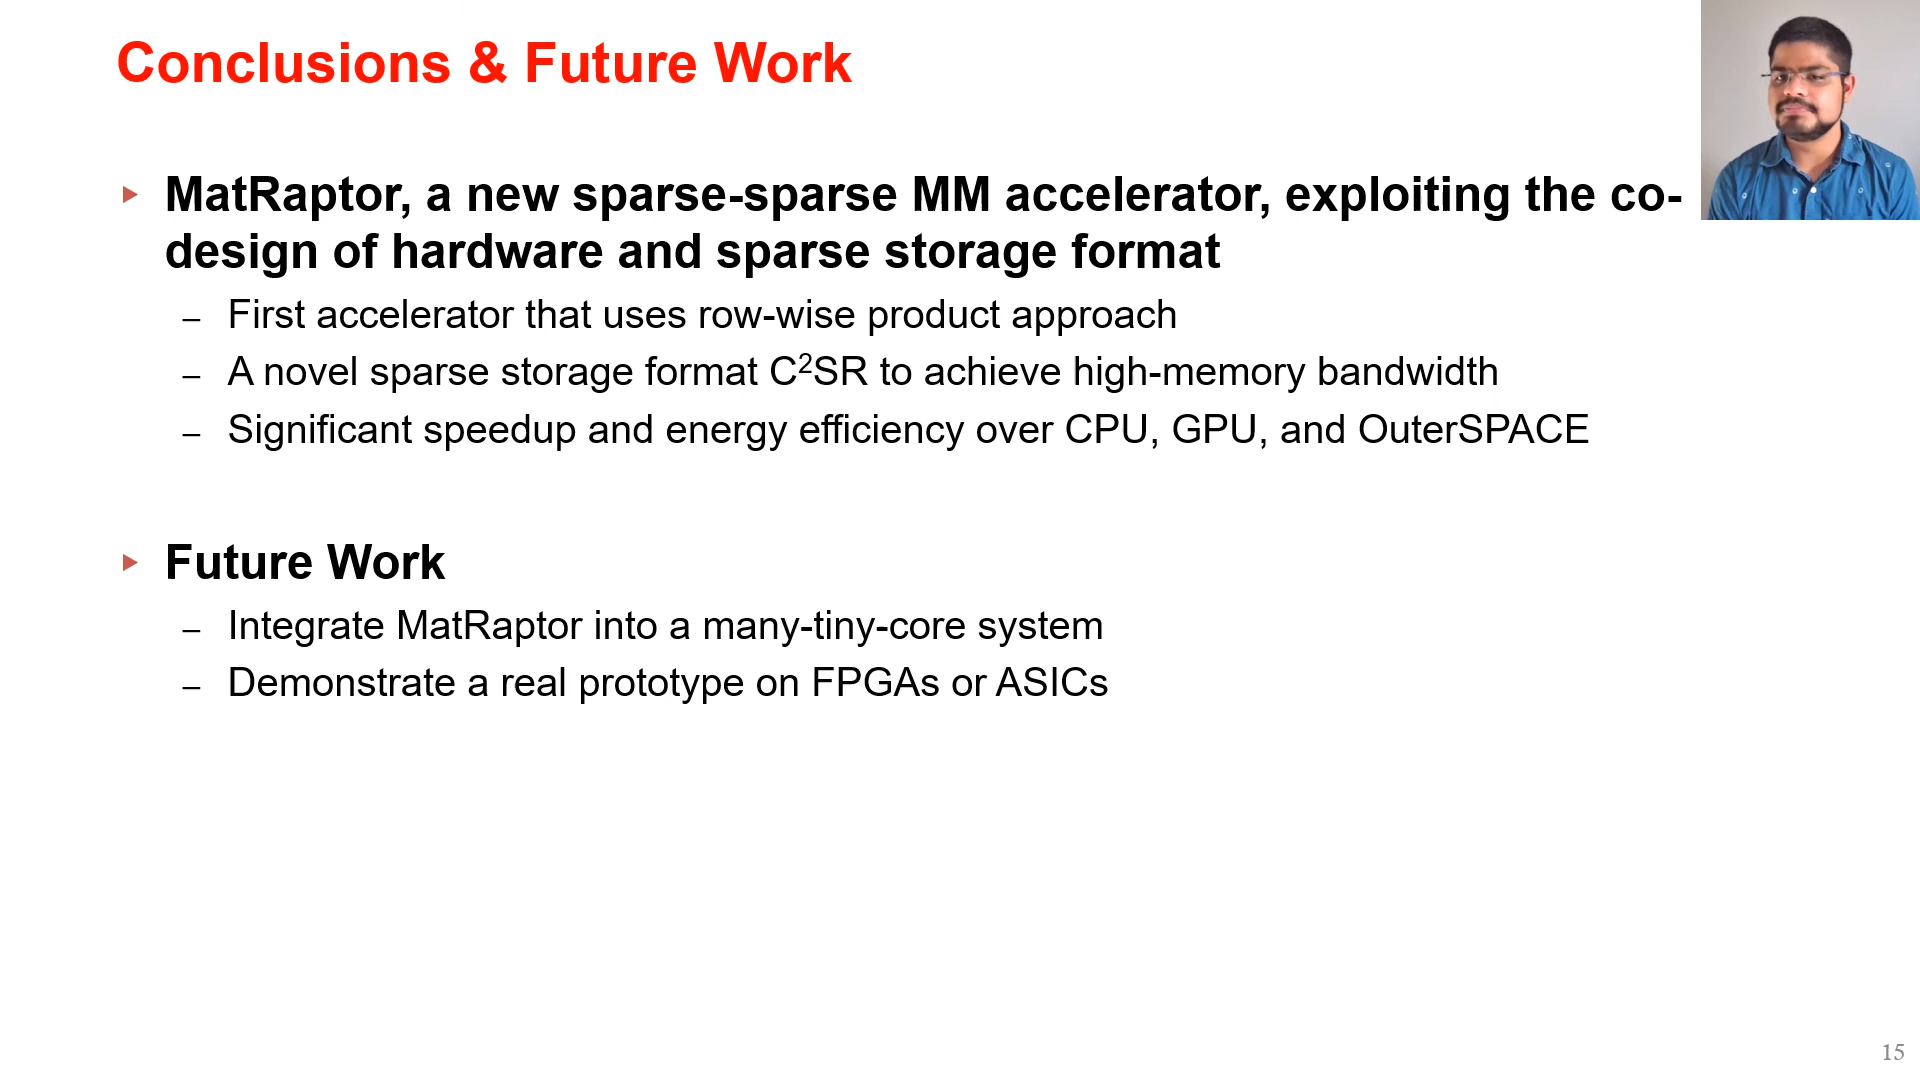 Conclusions & Future Work
MatRaptor, a new sparse-sparse MM accelerator, exploiting the co-
design of hardware and sparse storage format
– First accelerator that uses row-wise product approach
– A novel sparse storage format C²SR to achieve high-memory bandwidth
– Significant speedup and energy efficiency over CPU, GPU, and OuterSPACE
Future Work
– Integrate MatRaptor into a many-tiny-core system
– Demonstrate a real prototype on FPGAs or ASICs
15